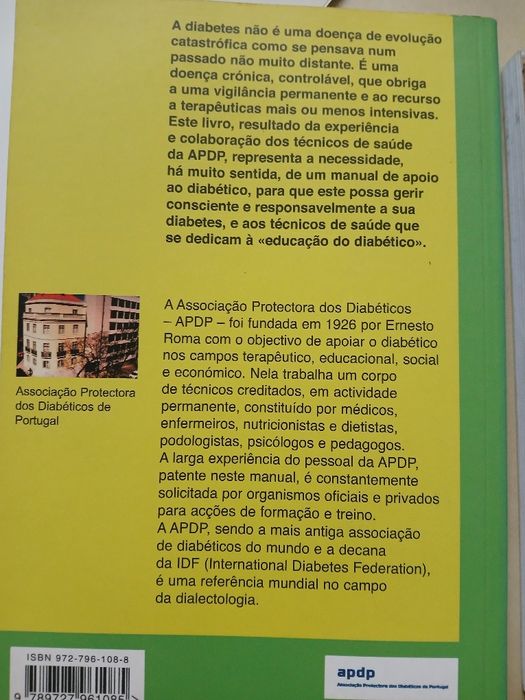 A diabetes não é uma doença de evolução
catastrófica como se pensava num
passado não muito distante. É uma
doença crónica, controlável, que obriga
a uma vigilância permanente e ao recurso
a terapêuticas mais ou menos intensivas.
Este livro, resultado da experiência
e colaboração dos técnicos de saúde
da APDP, representa a necessidade,
há muito sentida, de um manual de apoio
ao diabético, para que este possa gerir
consciente e responsavelmente a sua
diabetes, e aos técnicos de saúde que
se dedicam à «educação do diabético».
Associação Protectora
dos Diabéticos de
Portugal
A Associação Protectora dos Diabéticos
– APDP – foi fundada em 1926 por Ernesto
Roma com o objectivo de apoiar o diabético
nos campos terapêutico, educacional, social
e económico. Nela trabalha um corpo
de técnicos creditados, em actividade
permanente, constituído por médicos,
enfermeiros, nutricionistas e dietistas,
podologistas, psicólogos e pedagogos.
A larga experiência do pessoal da APDP,
patente neste manual, é constantemente
solicitada por organismos oficiais e privados
para acções de formação e treino.
A APDP, sendo a mais antiga associação
de diabéticos do mundo e a decana
da IDF (International Diabetes Federation),
é uma referência mundial no campo
da dialectologia.
ISBN 972-796-108-8
9 789727 961085
apdp
Associação Protectora dos Diabéticos de Portugal